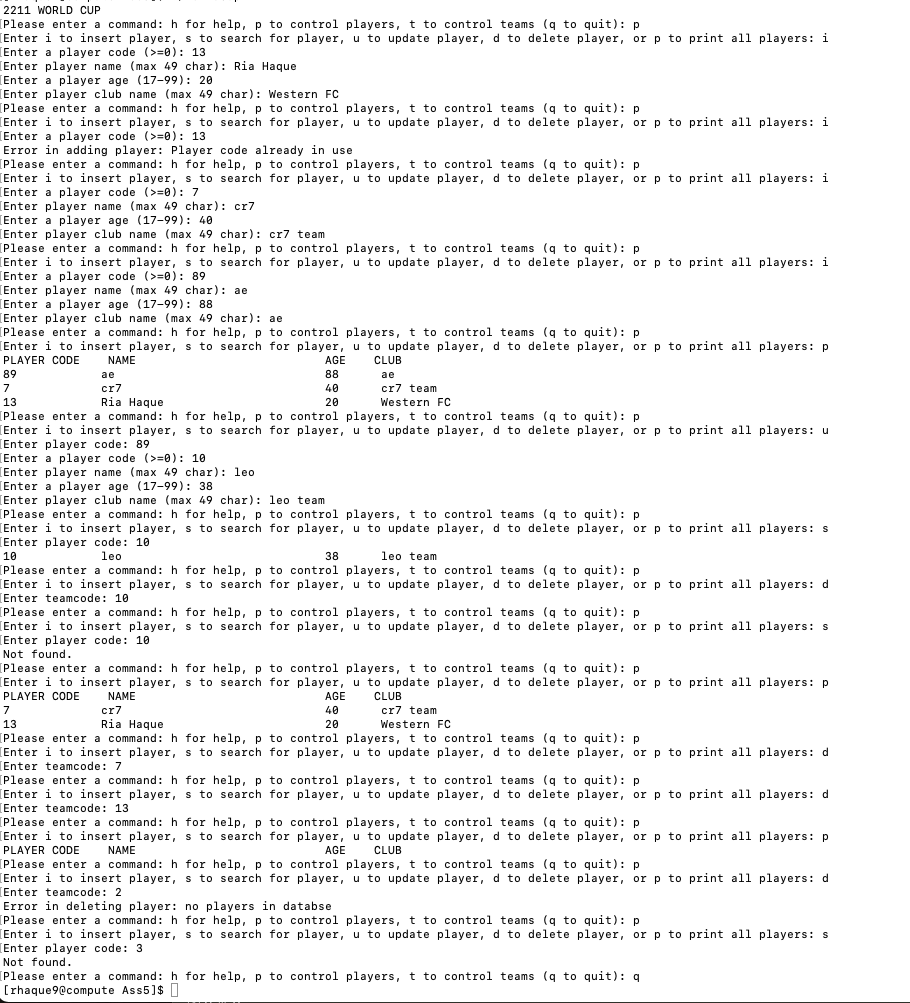 2211 WORLD CUP
[Please enter a command: h for help, p to control players, t to control teams (q to quit): p
[Enter i to insert player, s to search for player, u to update player, d to delete player, or p to print all players: i
[Enter a player code (>=0): 13
[Enter player name (max 49 char): Ria Haque
[Enter a player age (17-99): 20
[Enter player club name (max 49 char): Western FC
[Please enter a command: h for help, p to control players, t to control teams (q to quit): p
[Enter i to insert player, s to search for player, u to update player, d to delete player, or p to print all players: i
[Enter a player code (>=0): 13
Error in adding player: Player code already in use
[Please enter a command: h for help, p to control players, t to control teams (q to quit): p
[Enter i to insert player, s to search for player, u to update player, d to delete player, or p to print all players: i
[Enter a player code (>=0): 7
[Enter player name (max 49 char): cr7
[Enter a player age (17-99): 40
[Enter player club name (max 49 char): cr7 team
[Please enter a command: h for help, p to control players, t to control teams (q to quit): p
[Enter i to insert player, s to search for player, u to update player, d to delete player, or p to print all players: i
[Enter a player code (>=0): 89
[Enter player name (max 49 char): ae
[Enter a player age (17-99): 88
[Enter player club name (max 49 char): ae
[Please enter a command: h for help, p to control players, t to control teams (q to quit): p
[Enter i to insert player, s to search for player, u to update player, d to delete player, or p to print all players: p
PLAYER CODE    NAME                           AGE    CLUB
89            ae                              88      ae
7             cr7                             40      cr7 team
13            Ria Haque                       20      Western FC
[Please enter a command: h for help, p to control players, t to control teams (q to quit): p
[Enter i to insert player, s to search for player, u to update player, d to delete player, or p to print all players: u
[Enter player code: 89
[Enter a player code (>=0): 10
[Enter player name (max 49 char): leo
[Enter a player age (17-99): 38
[Enter player club name (max 49 char): leo team
[Please enter a command: h for help, p to control players, t to control teams (q to quit): p
[Enter i to insert player, s to search for player, u to update player, d to delete player, or p to print all players: s
[Enter player code: 10
10            leo                             38      leo team
[Please enter a command: h for help, p to control players, t to control teams (q to quit): p
[Enter i to insert player, s to search for player, u to update player, d to delete player, or p to print all players: d
[Enter teamcode: 10
[Please enter a command: h for help, p to control players, t to control teams (q to quit): p
[Enter i to insert player, s to search for player, u to update player, d to delete player, or p to print all players: s
[Enter player code: 10
Not found.
[Please enter a command: h for help, p to control players, t to control teams (q to quit): p
[Enter i to insert player, s to search for player, u to update player, d to delete player, or p to print all players: p
PLAYER CODE    NAME                           AGE    CLUB
7             cr7                             40      cr7 team
13            Ria Haque                       20      Western FC
[Please enter a command: h for help, p to control players, t to control teams (q to quit): p
[Enter i to insert player, s to search for player, u to update player, d to delete player, or p to print all players: d
[Enter teamcode: 7
[Please enter a command: h for help, p to control players, t to control teams (q to quit): p
[Enter i to insert player, s to search for player, u to update player, d to delete player, or p to print all players: d
[Enter teamcode: 13
[Please enter a command: h for help, p to control players, t to control teams (q to quit): p
[Enter i to insert player, s to search for player, u to update player, d to delete player, or p to print all players: p
PLAYER CODE    NAME                           AGE    CLUB
[Please enter a command: h for help, p to control players, t to control teams (q to quit): p
[Enter i to insert player, s to search for player, u to update player, d to delete player, or p to print all players: d
[Enter teamcode: 2
Error in deleting player: no players in databse
[Please enter a command: h for help, p to control players, t to control teams (q to quit): p
[Enter i to insert player, s to search for player, u to update player, d to delete player, or p to print all players: s
[Enter player code: 3
Not found.
[Please enter a command: h for help, p to control players, t to control teams (q to quit): q
[rhaque9@compute Ass5]$